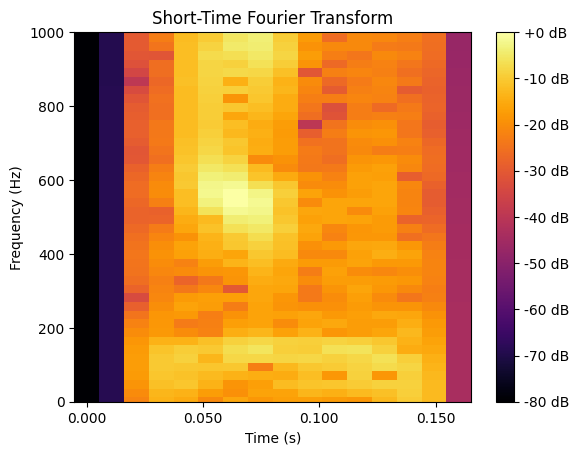 Short-Time Fourier Transform
Frequency (Hz)
1000
800
600
400
200
0
0.000
0.050
0.100
0.150
Time (s)
+0 dB
-10 dB
-20 dB
-30 dB
-40 dB
-50 dB
-60 dB
-70 dB
-80 dB